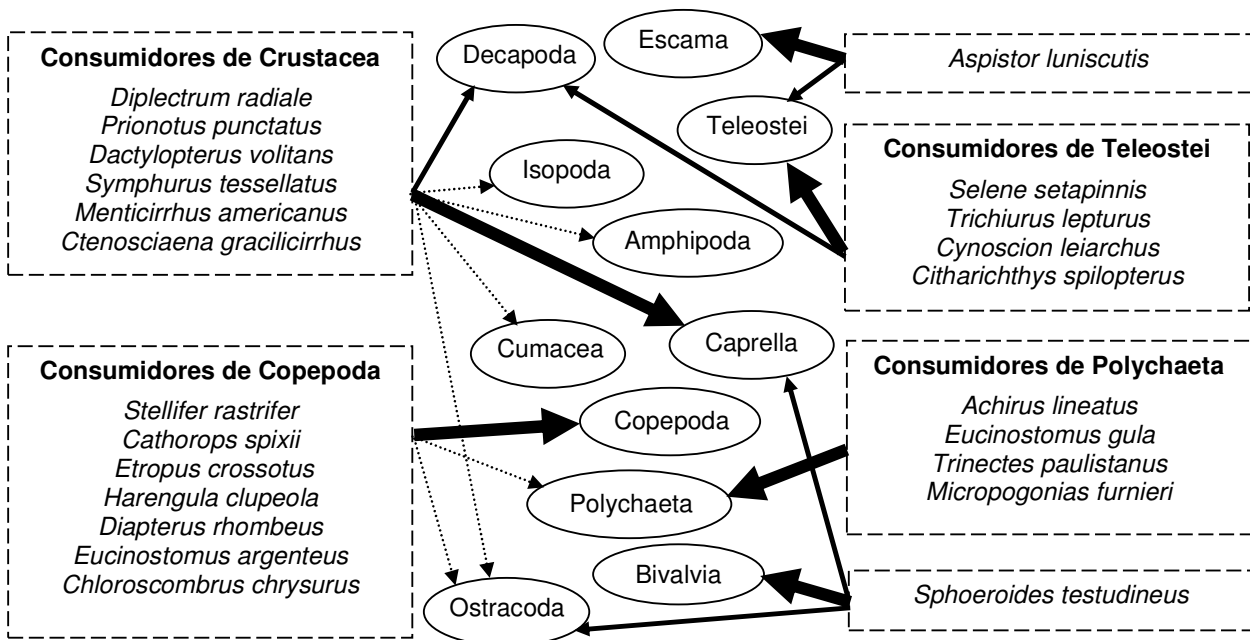 Consumidores de Crustacea
Diplectrum radiale
Prionotus punctatus
Dactylopterus volitans
Symphurus tessellatus
Menticirrhus americanus
Ctenosciaena gracilicirrhus
Consumidores de Copepoda
Stellifer rastrifer
Cathorops spixii
Etropus crossotus
Harengula clupeola
Diapterus rhombeus
Eucinostomus argenteus
Chloroscombrus chrysurus
Escama
Decapoda
Teleostei
Isopoda
Amphipoda
Cumacea
Caprella
Copepoda
Polychaeta
Bivalvia
Ostracoda
Aspistor luniscutis
Consumidores de Teleostei
Selene setapinnis
Trichiurus lepturus
Cynoscion leiarchus
Citharichthys spilopterus
Consumidores de Polychaeta
Achirus lineatus
Eucinostomus gula
Trinectes paulistanus
Micropogonias furnieri
Sphoeroides testudineus